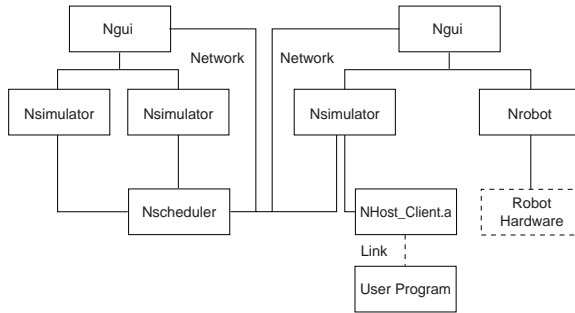 Ngui
Ngui
Network
Network
Nsimulator
Nsimulator
Nsimulator
Nrobot
Nscheduler
NHost_Client.a
Robot
Hardware
Link
User Program